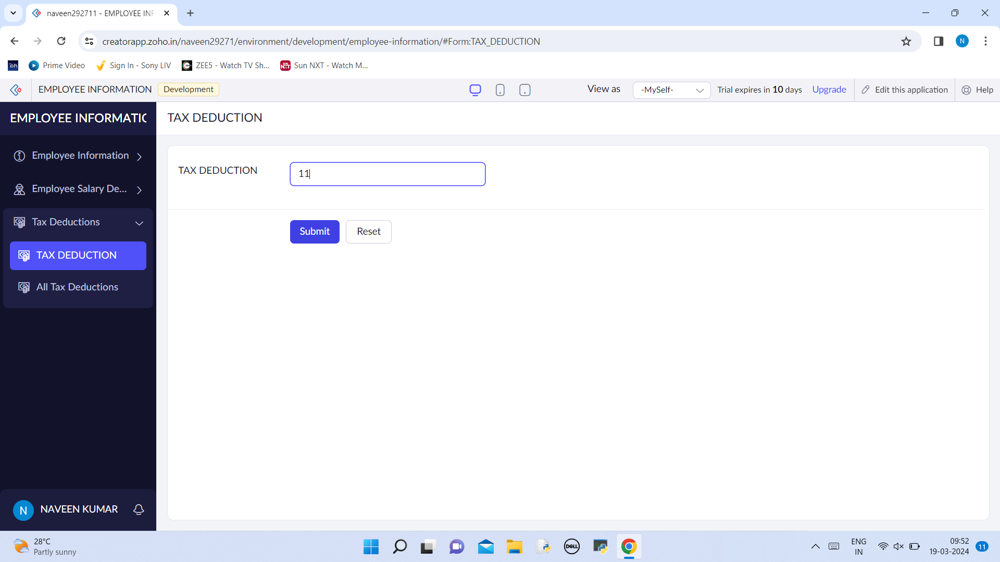 naveen292711 - EMPLOYEE INF
creatorapp.zoho.in/naveen29271/environment/development/employee-information/#Form:TAX_DEDUCTION
N
Prime Video
Sign In - Sony LIV
ZEE5 - Watch TV Sh...
Sun NXT - Watch M...
EMPLOYEE INFORMATION
Development
View as
-MySelf-
Trial expires in 10 days
Upgrade
Edit this application
Help
EMPLOYEE INFORMATIC
TAX DEDUCTION
Employee Information
Employee Salary De...
Tax Deductions
TAX DEDUCTION
All Tax Deductions
TAX DEDUCTION
11
Submit
Reset
N
NAVEEN KUMAR
28°C
Partly sunny
DELL
ENG
IN
09:52
19-03-2024
11